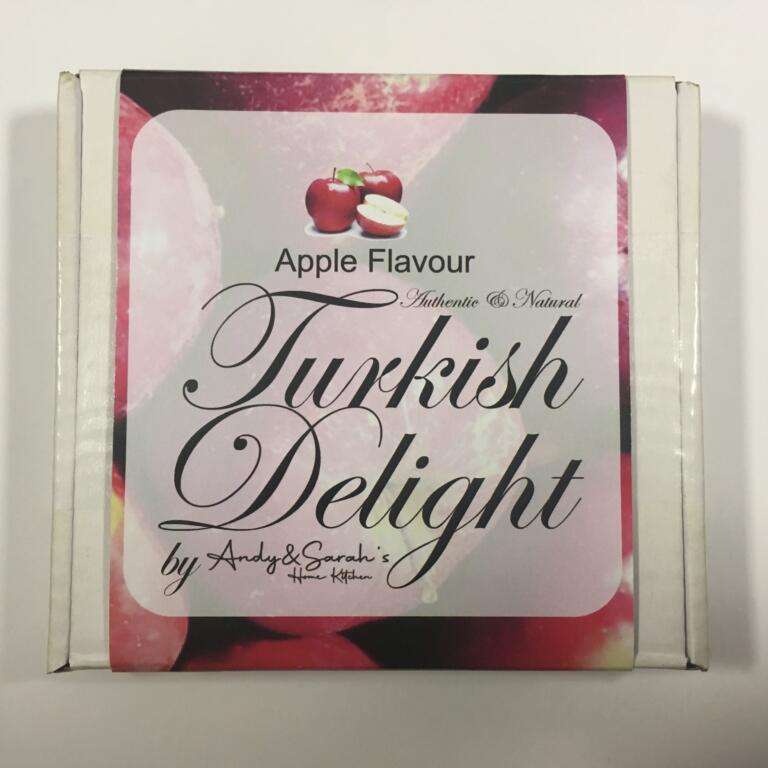 Apple Flavour
Authentic & Natural
Turkish
Delight
by Andy&Sarah's
Home Kitchen